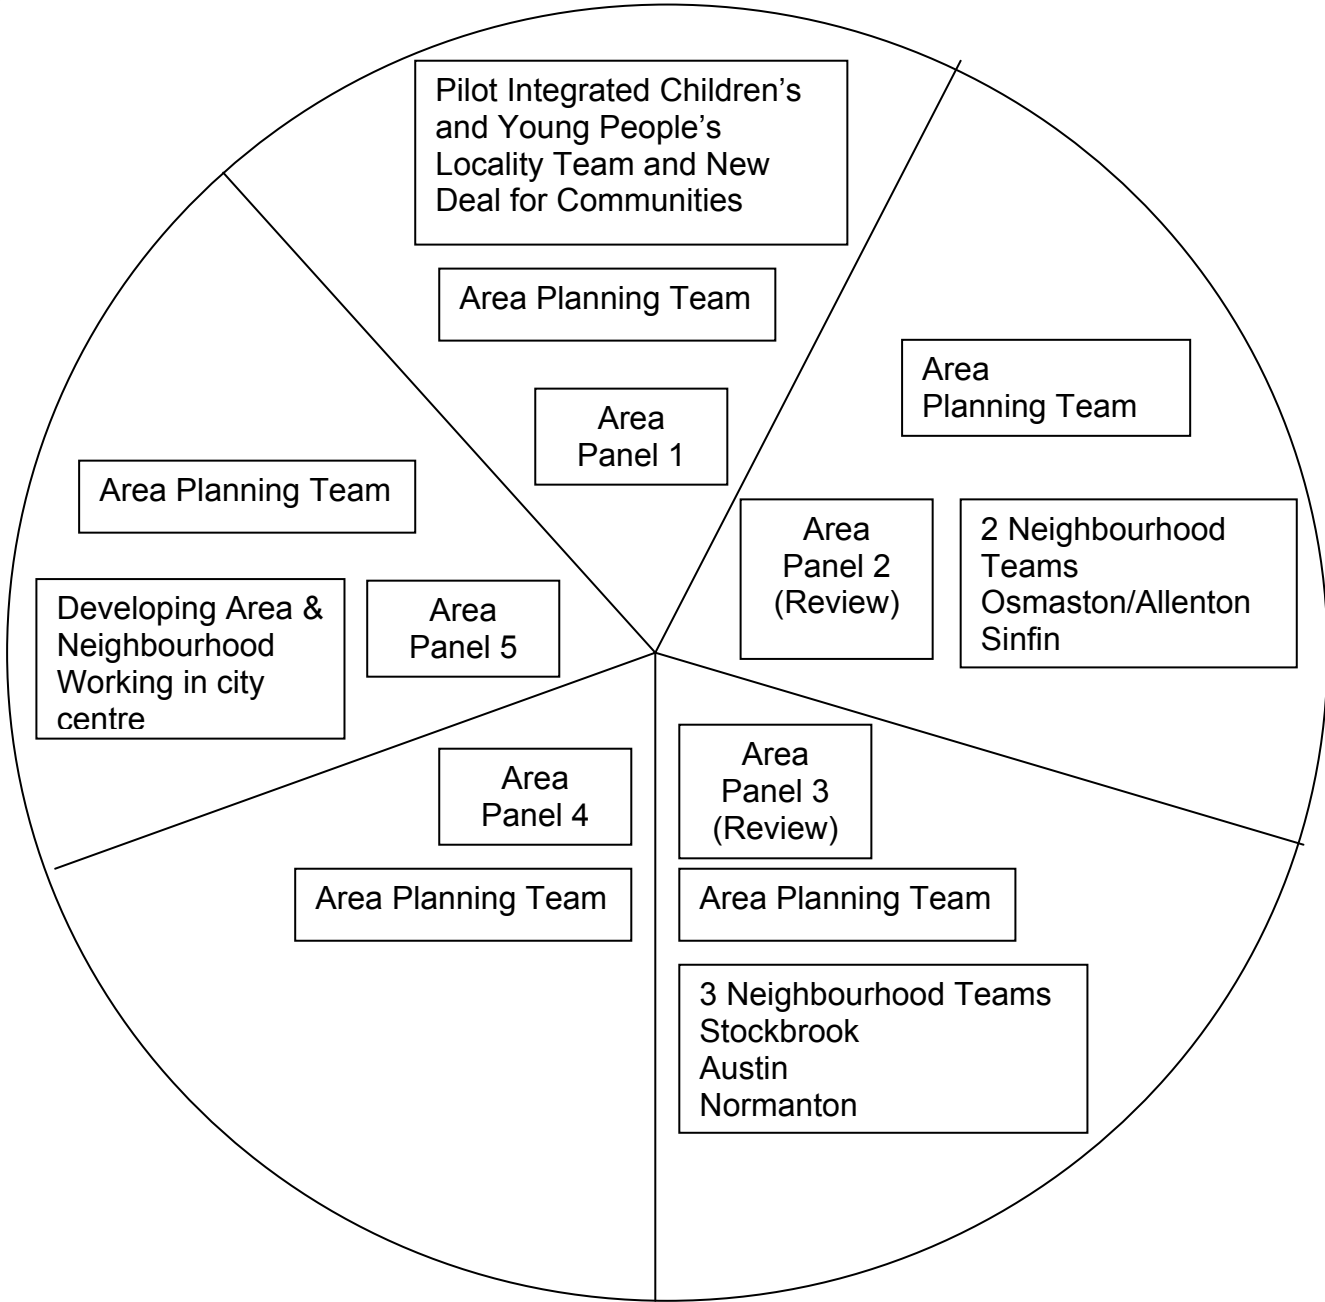 Pilot Integrated Children’s
and Young People’s
Locality Team and New
Deal for Communities
Area Planning Team
Area
Panel 1
Area
Planning Team
Area
Panel 2
(Review)
2 Neighbourhood
Teams
Osmaston/Allenton
Sinfin
Area Planning Team
Developing Area &
Neighbourhood
Working in city
centre
Area
Panel 5
Area
Panel 4
Area Planning Team
Area
Panel 3
(Review)
Area Planning Team
3 Neighbourhood Teams
Stockbrook
Austin
Normanton